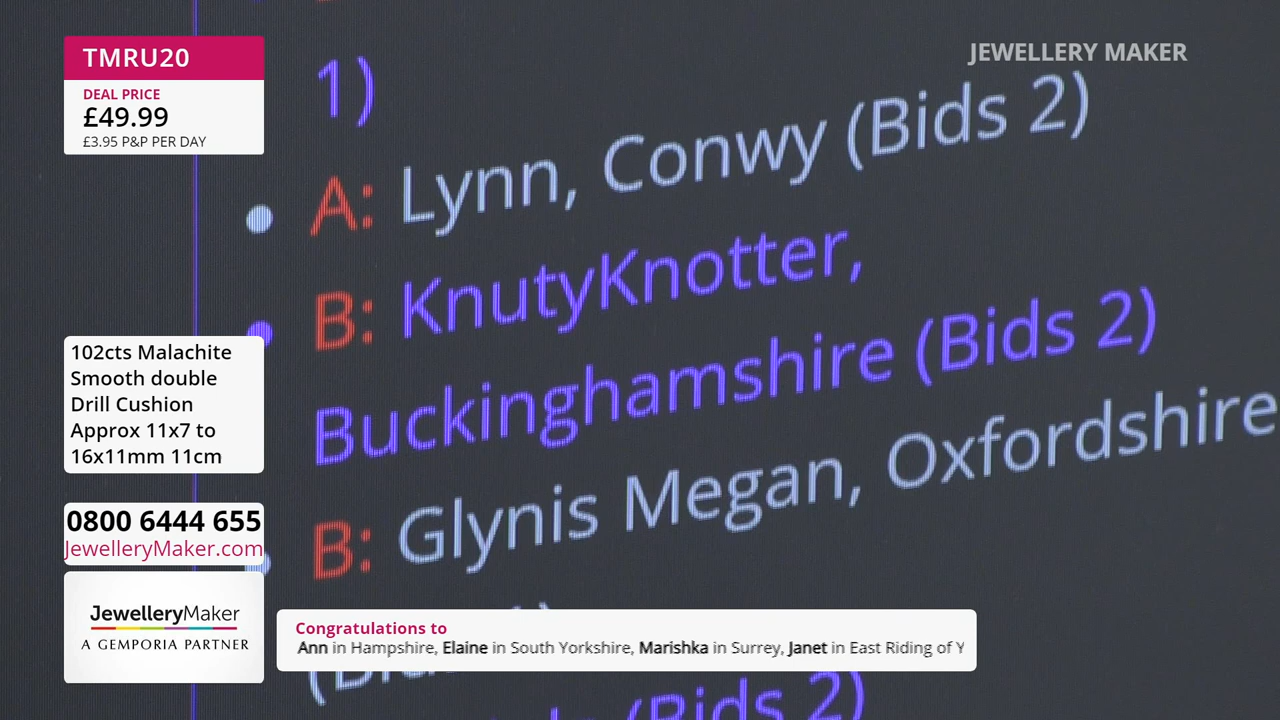 TMRU20
DEAL PRICE
£49.99
£3.95 P&P PER DAY
JEWELLERY MAKER
1)
A: Lynn, Conwy (Bids 2)
B: KnutyKnotter,
Buckinghamshire (Bids 2)
B: Glynis Megan, Oxfordshire
(Bids 2)
102cts Malachite
Smooth double
Drill Cushion
Approx 11x7 to
16x11mm 11cm
0800 6444 655
JewelleryMaker.com
JewelleryMaker
A GEMPORIA PARTNER
Congratulations to
Ann in Hampshire, Elaine in South Yorkshire, Marishka in Surrey, Janet in East Riding of Y